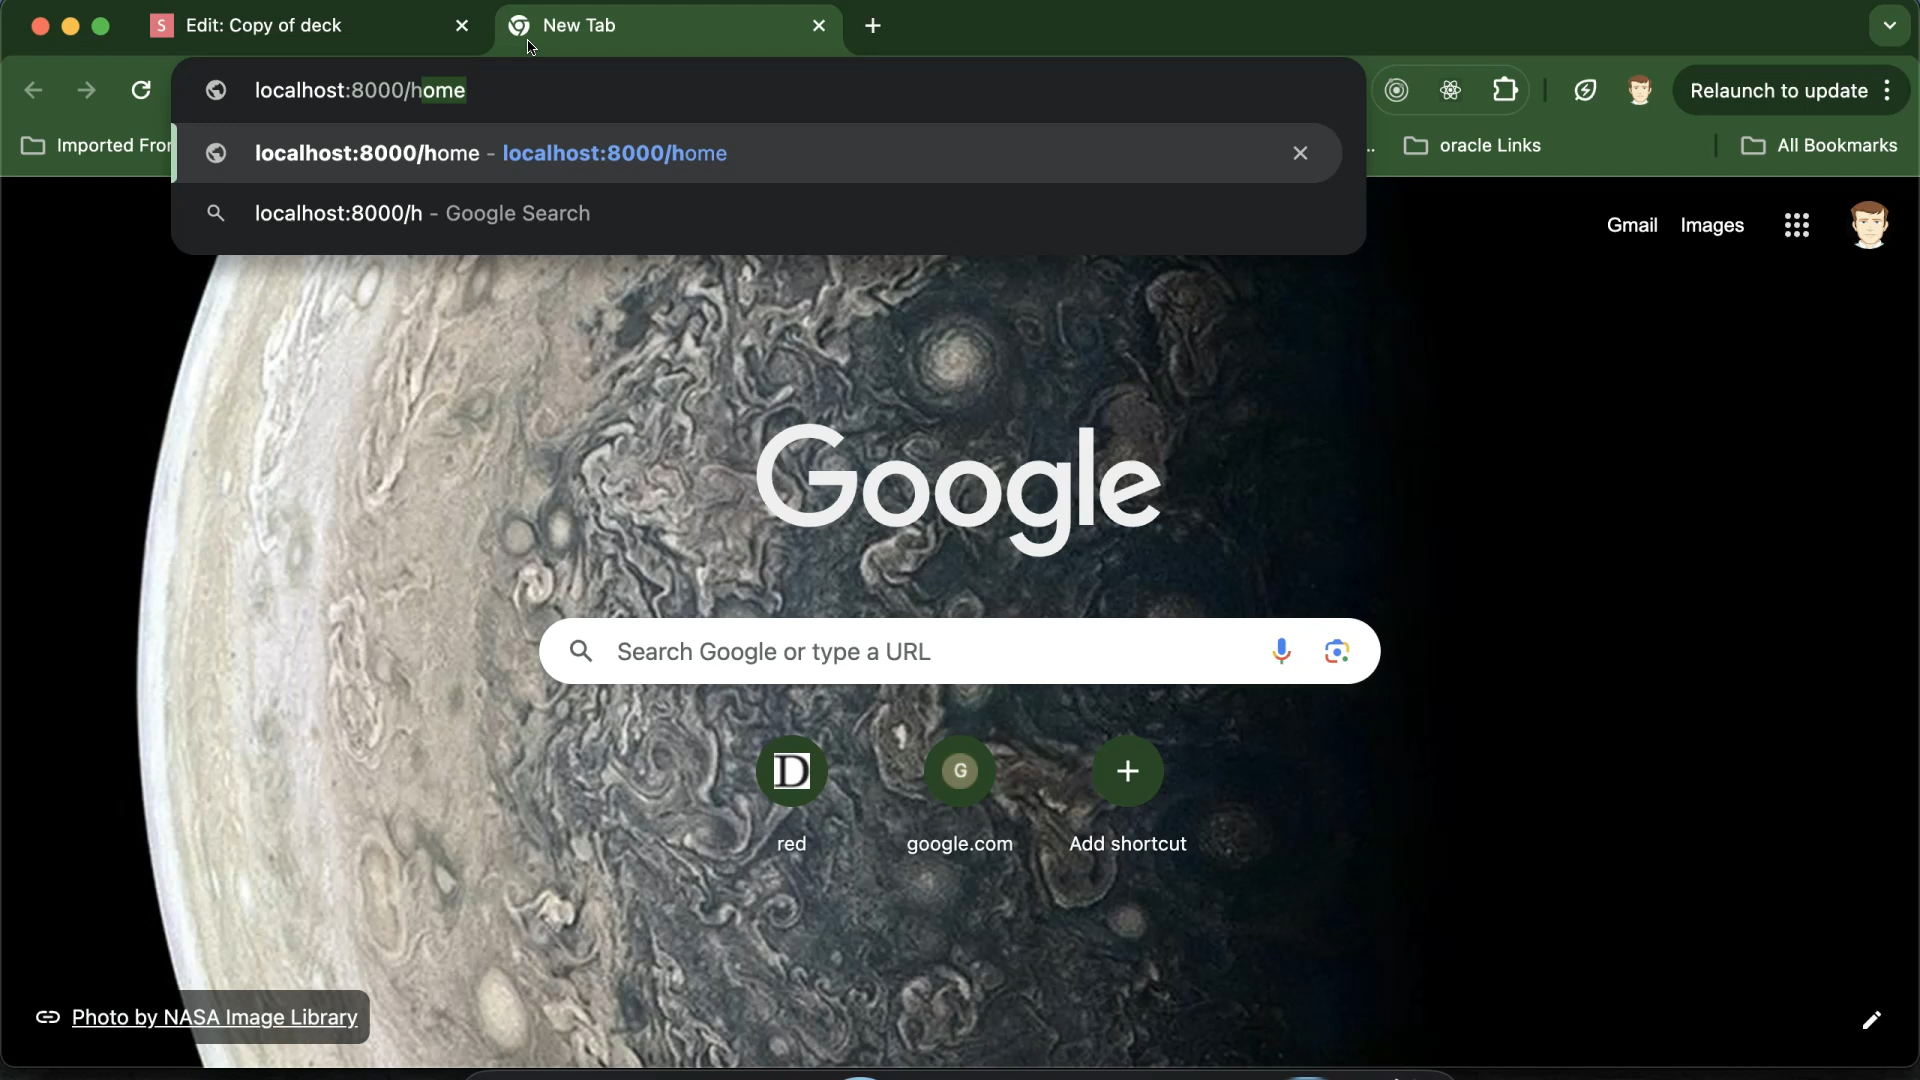 S Edit: Copy of deck
New Tab
localhost:8000/home
localhost:8000/home - localhost:8000/home
localhost:8000/h - Google Search
Relaunch to update
Imported Fro
..
oracle Links
All Bookmarks
Gmail Images
Google
Search Google or type a URL
D
G
red
google.com
Add shortcut
Photo by NASA Image Library